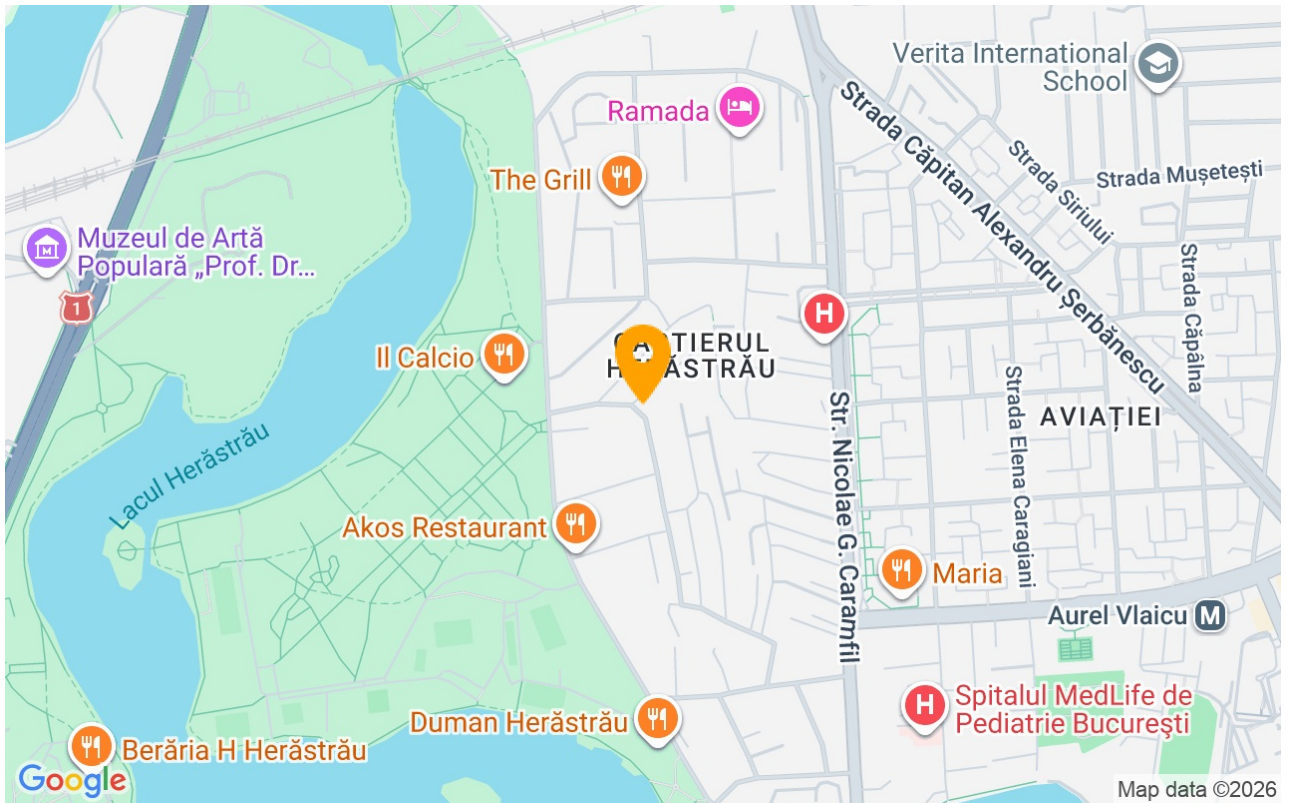 Verita International
School
Ramada
Strada Căpitan Alexandru Șerbănescu
Strada Siriului
Strada Mușetești
The Grill
Muzeul de Artă
Populară „Prof. Dr...
1
Strada Căpâlna
H
Il Calcio
HERĂSTRĂU
Strada Elena Caragiani
AVIAȚIEI
Str. Nicolae G. Caramfil
Lacul Herăstrău
Akos Restaurant
Maria
Aurel Vlaicu M
H
Spitalul MedLife de
Pediatrie Bucureşti
Duman Herăstrău
Berăria H Herăstrău
Google
Map data ©2026